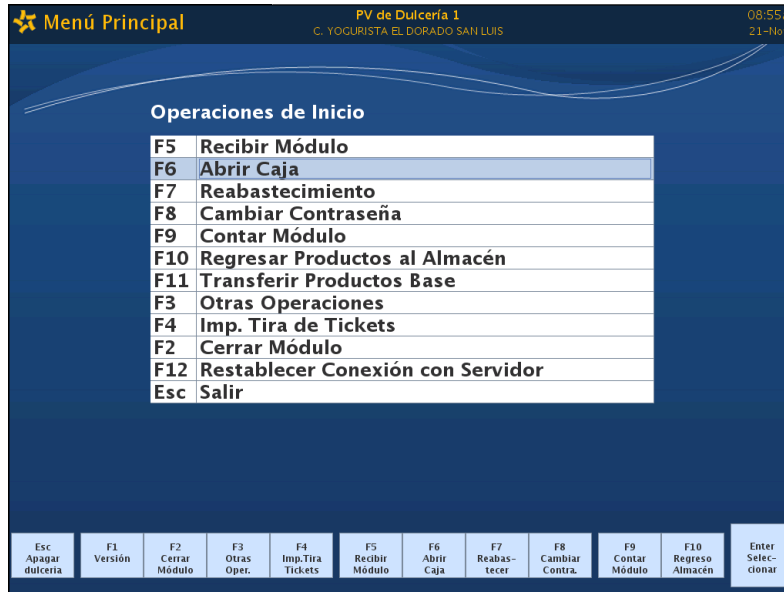 Menú Principal
PV de Dulcería 1
C. YOGURISTA EL DORADO SAN LUIS
08:55
21-No
Operaciones de Inicio
F5 Recibir Módulo
F6 Abrir Caja
F7 Reabastecimiento
F8 Cambiar Contraseña
F9 Contar Módulo
F10 Regresar Productos al Almacén
F11 Transferir Productos Base
F3 Otras Operaciones
F4 Imp. Tira de Tickets
F2 Cerrar Módulo
F12 Restablecer Conexión con Servidor
Esc Salir
Esc
Apagar
dulcería
F1
Versión
F2
Cerrar
Módulo
F3
Otras
Oper.
F4
Imp.Tira
Tickets
F5
Recibir
Módulo
F6
Abrir
Caja
F7
Reabas-
tecer
F8
Cambiar
Contra.
F9
Contar
Módulo
F10
Regreso
Almacén
Enter
Selec-
cionar